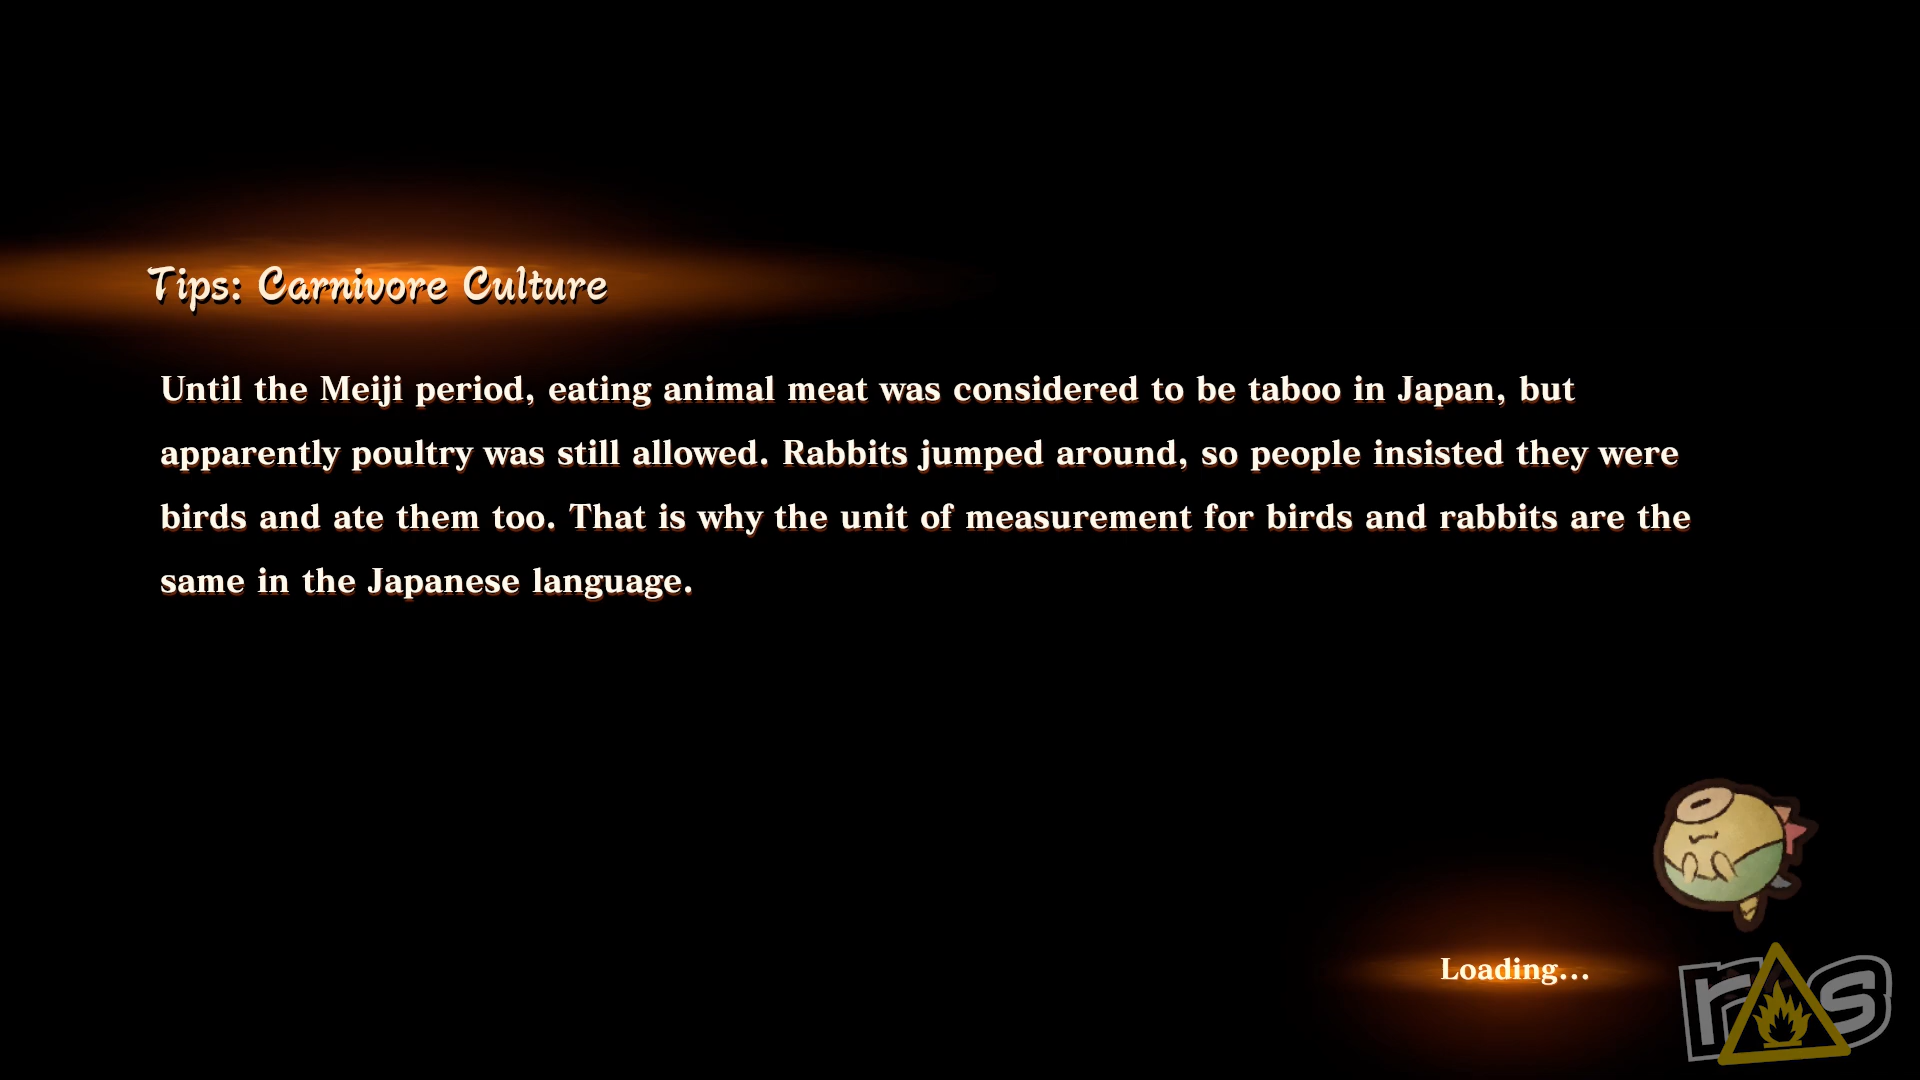 Tips: Carnivore Culture
Until the Meiji period, eating animal meat was considered to be taboo in Japan, but
apparently poultry was still allowed. Rabbits jumped around, so people insisted they were
birds and ate them too. That is why the unit of measurement for birds and rabbits are the
same in the Japanese language.
Loading...